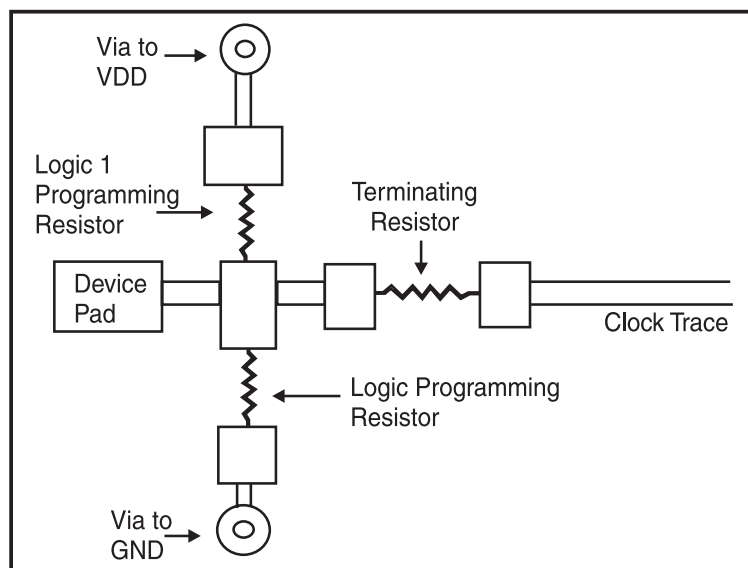 Via to
VDD
Logic 1
Programming
Resistor
Terminating
Resistor
Device
Pad
Clock Trace
Logic Programming
Resistor
Via to
GND